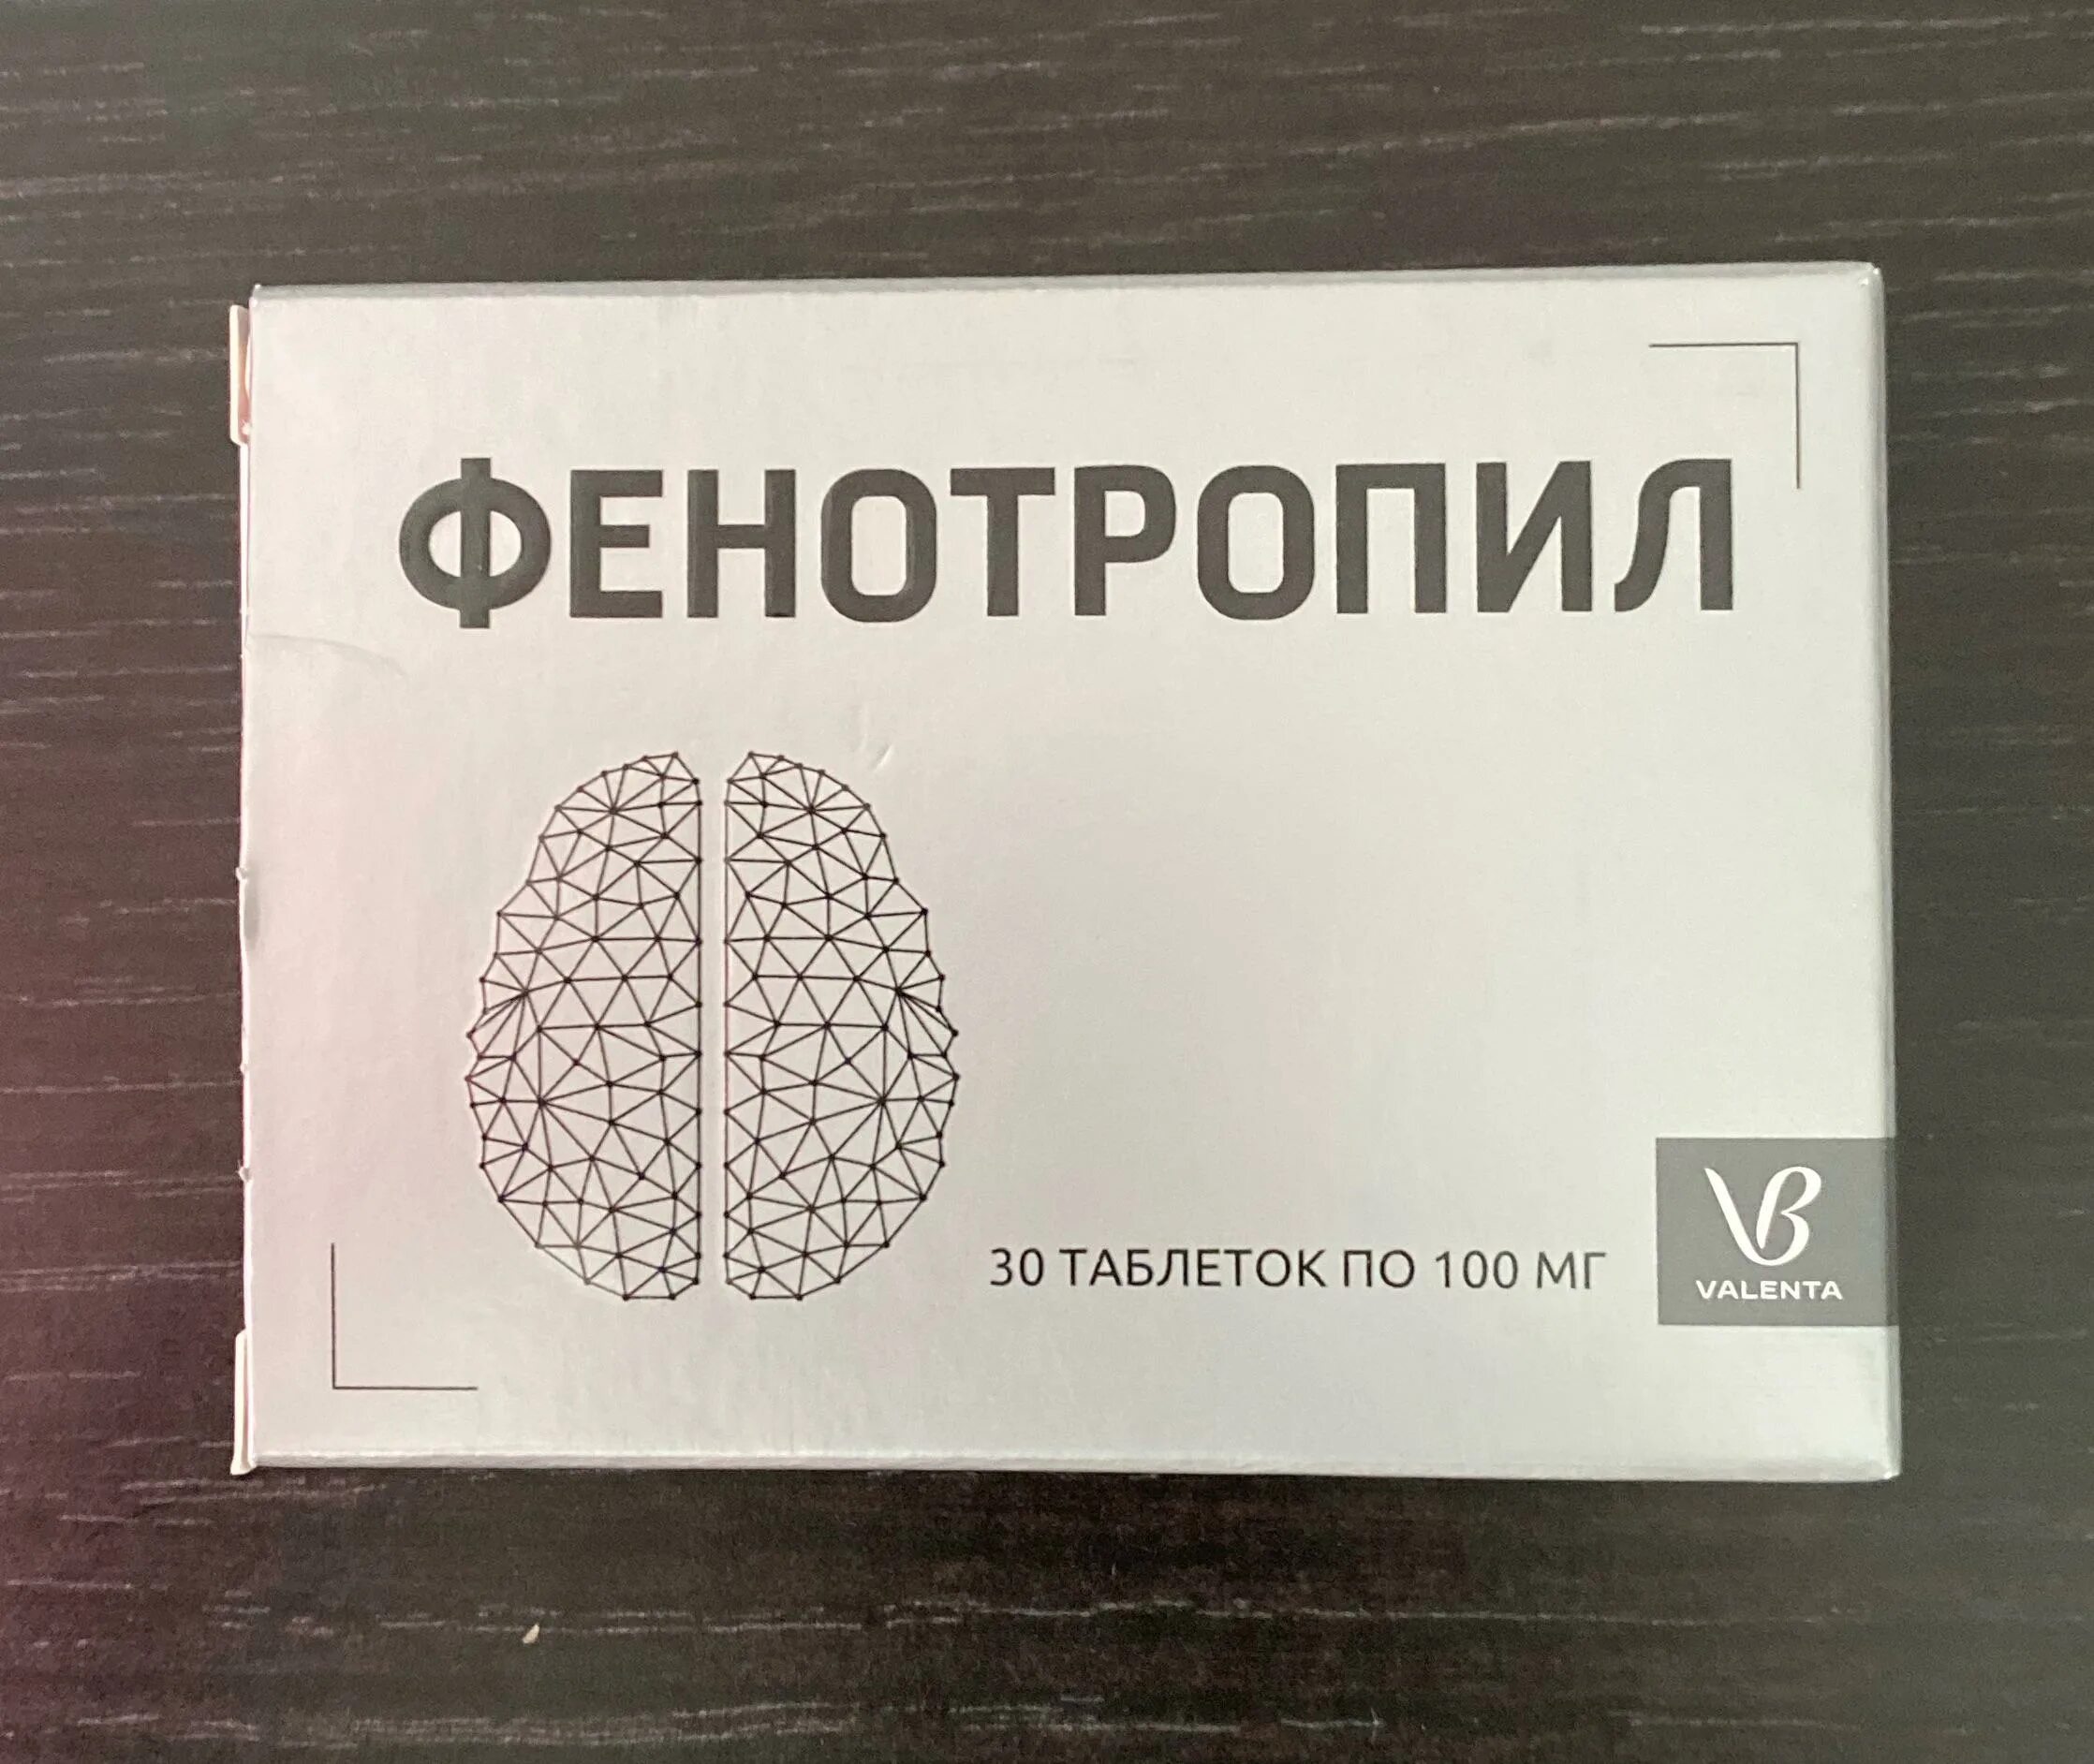 ФЕНОТРОПИЛ
30 ТАБЛЕТОК ПО 100 МГ
VALENTA